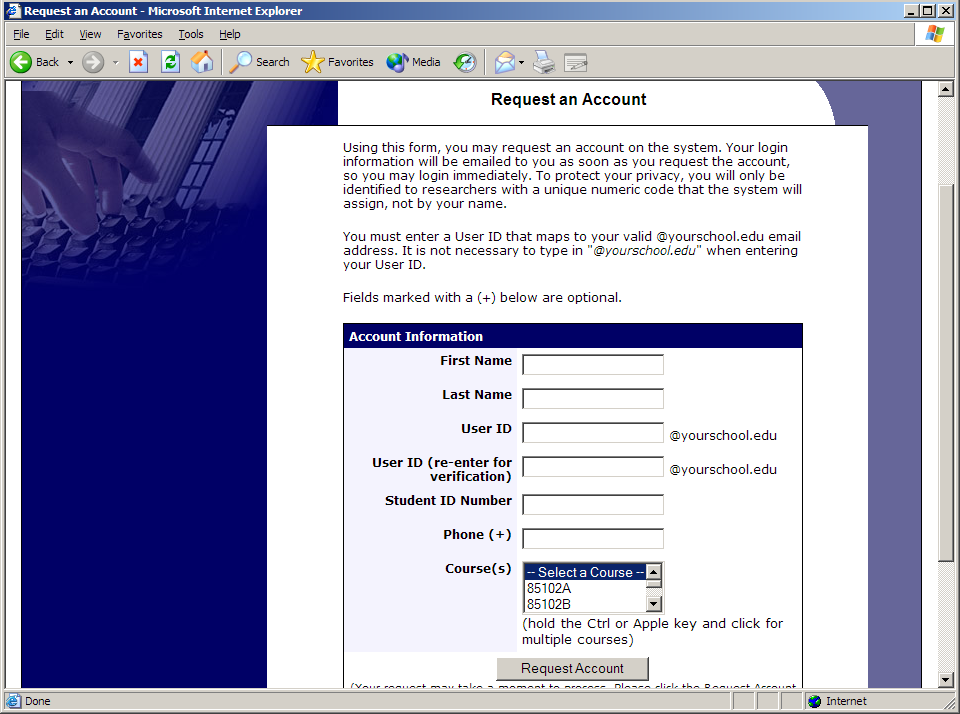 Request an Account - Microsoft Internet Explorer
File Edit View Favorites Tools Help
Back Search Favorites Media
Request an Account
Using this form, you may request an account on the system. Your login
information will be emailed to you as soon as you request the account,
so you may login immediately. To protect your privacy, you will only be
identified to researchers with a unique numeric code that the system will
assign, not by your name.
You must enter a User ID that maps to your valid @yourschool.edu email
address. It is not necessary to type in "@yourschool.edu" when entering
your User ID.
Fields marked with a (+) below are optional.
Account Information
First Name
Last Name
User ID @yourschool.edu
User ID (re-enter for
verification) @yourschool.edu
Student ID Number
Phone (+)
Course(s) -- Select a Course --
85102A
85102B
(hold the Ctrl or Apple key and click for
multiple courses)
Request Account
(Your request may take a moment to process. Please click the Request Account
Done Internet